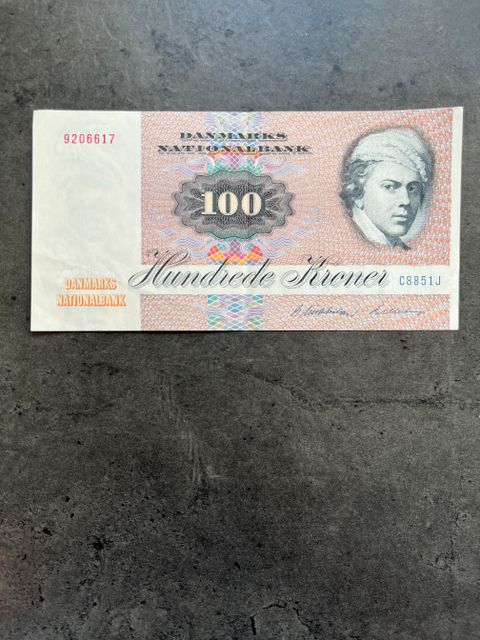 9206617
DANMARKS
NATIONALBANK
100
Hundrede Kroner
C8851J
DANMARKS
NATIONALBANK